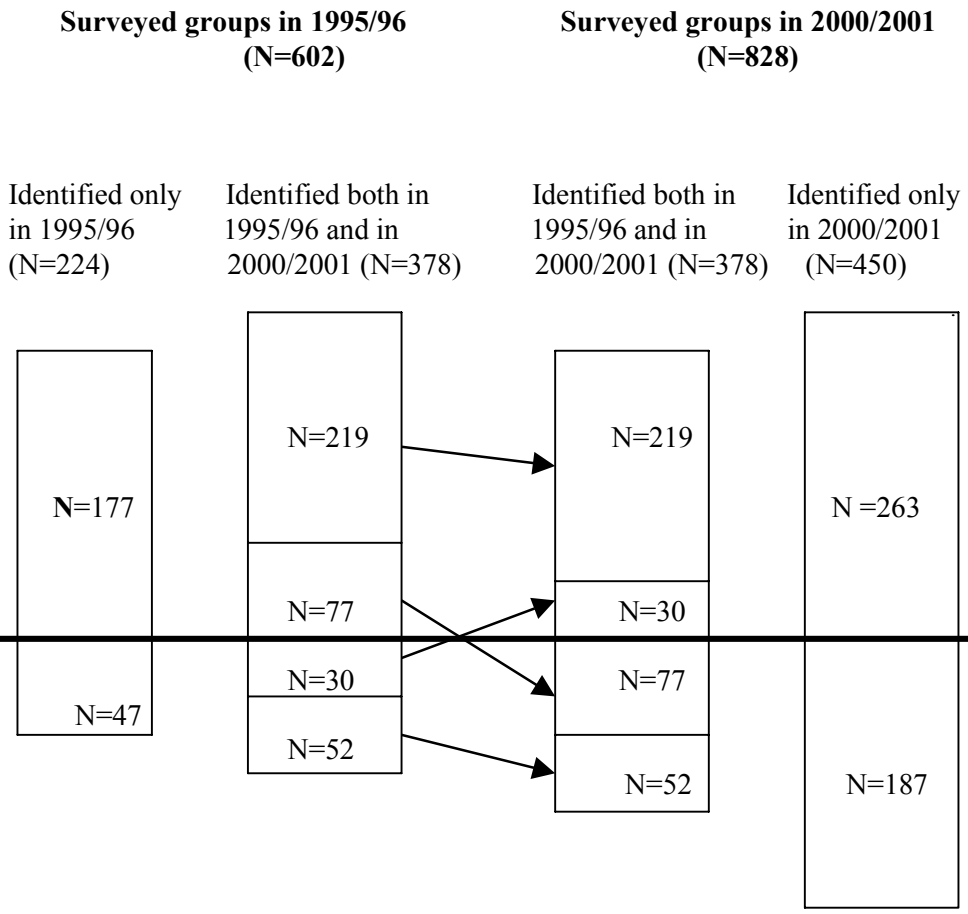 Surveyed groups in 1995/96
(N=602)
Surveyed groups in 2000/2001
(N=828)
Identified only
in 1995/96
(N=224)
Identified both in
1995/96 and in
2000/2001 (N=378)
Identified both in
1995/96 and in
2000/2001 (N=378)
Identified only
in 2000/2001
(N=450)
N=177
N=47
N=219
N=77
N=30
N=52
N=219
N=30
N=77
N=52
N =263
N=187